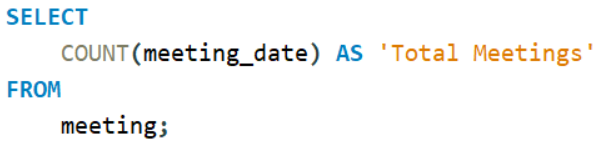 SELECT
COUNT(meeting_date) AS 'Total Meetings'
FROM
meeting;